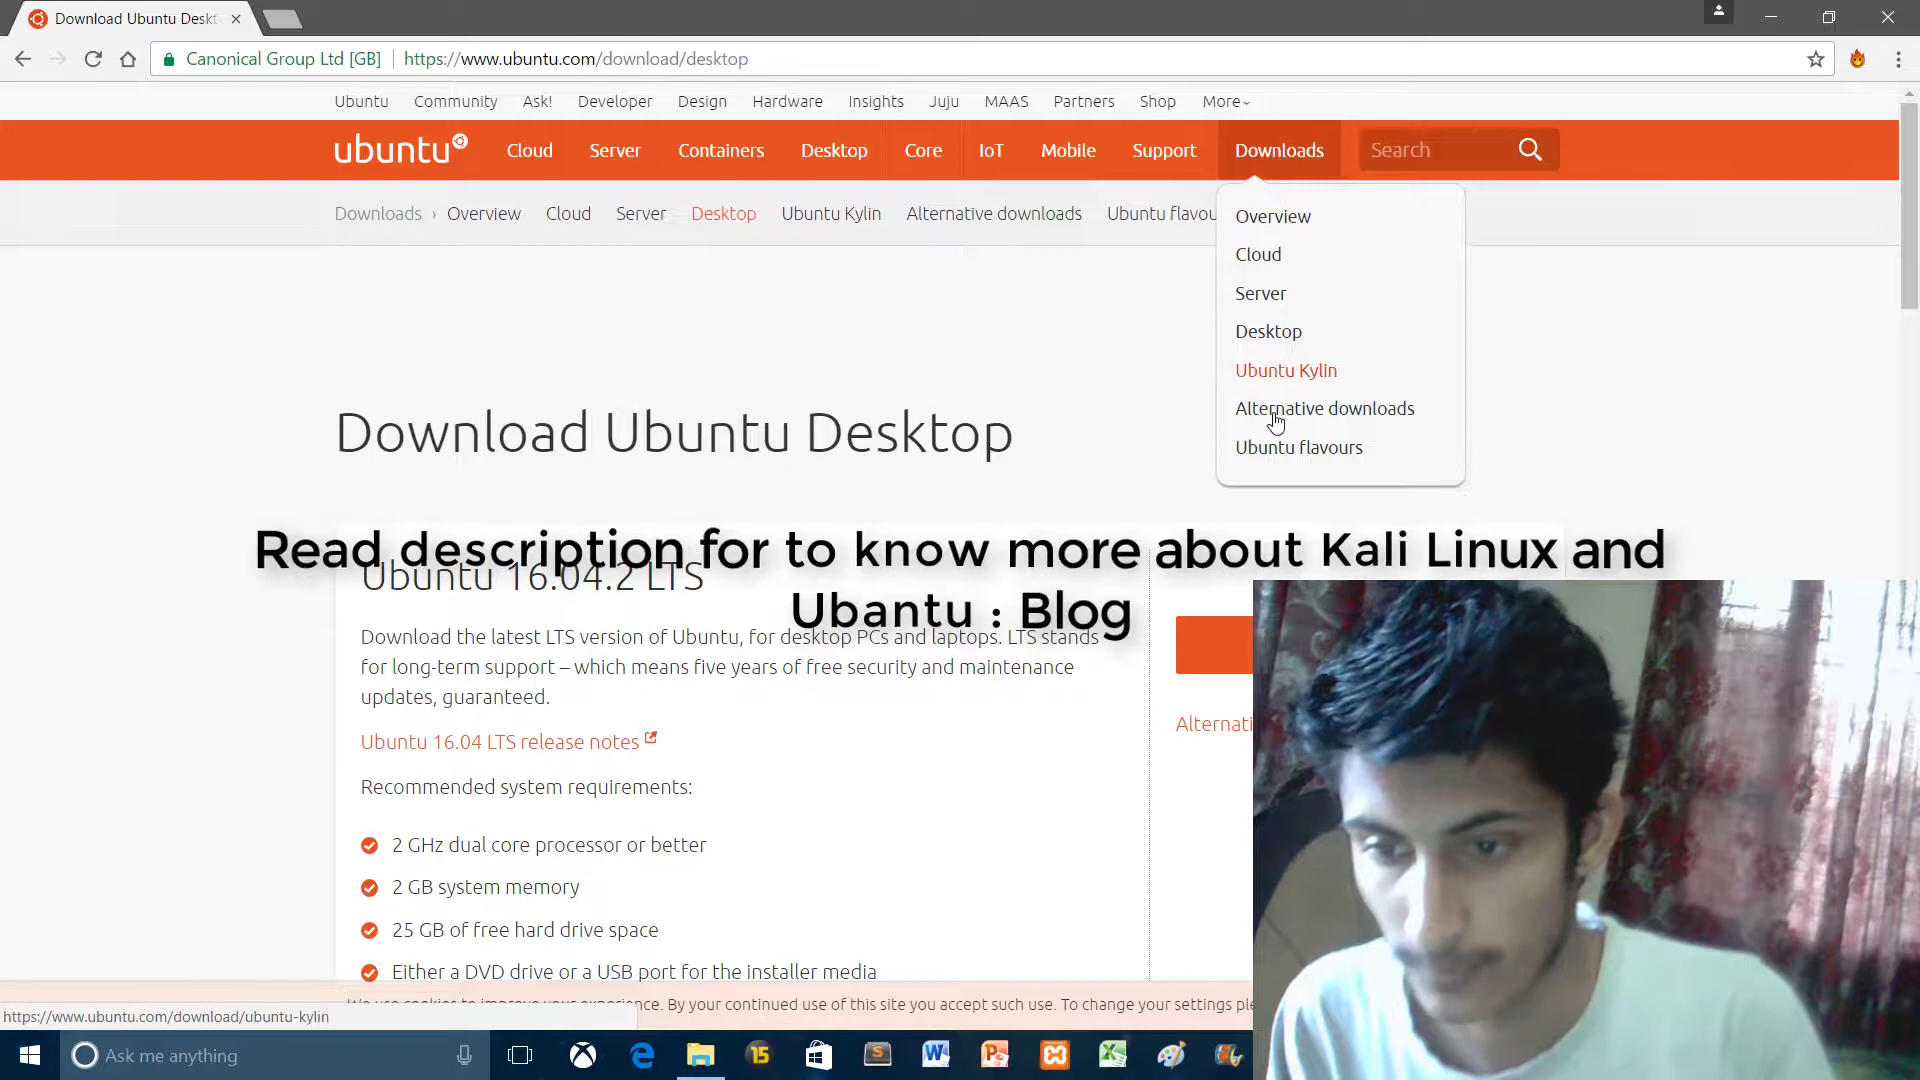 Download Ubuntu Deskt
Canonical Group Ltd [GB] https://www.ubuntu.com/download/desktop
Ubuntu Community Ask! Developer Design Hardware Insights Juju MAAS Partners Shop More
ubuntu Cloud Server Containers Desktop Core IoT Mobile Support Downloads Search
Downloads › Overview Cloud Server Desktop Ubuntu Kylin Alternative downloads Ubuntu flavou
Overview
Cloud
Server
Desktop
Ubuntu Kylin
Alternative downloads
Ubuntu flavours
Download Ubuntu Desktop
Read description for to know more about Kali Linux and
Ubantu : Blog
Ubuntu 16.04.2 LTS
Download the latest LTS version of Ubuntu, for desktop PCs and laptops. LTS stands
for long-term support – which means five years of free security and maintenance
updates, guaranteed.
Alternati
Ubuntu 16.04 LTS release notes
Recommended system requirements:
2 GHz dual core processor or better
2 GB system memory
25 GB of free hard drive space
Either a DVD drive or a USB port for the installer media
We use cookies to improve your experience. By your continued use of this site you accept such use. To change your settings ple
https://www.ubuntu.com/download/ubuntu-kylin
Ask me anything
15